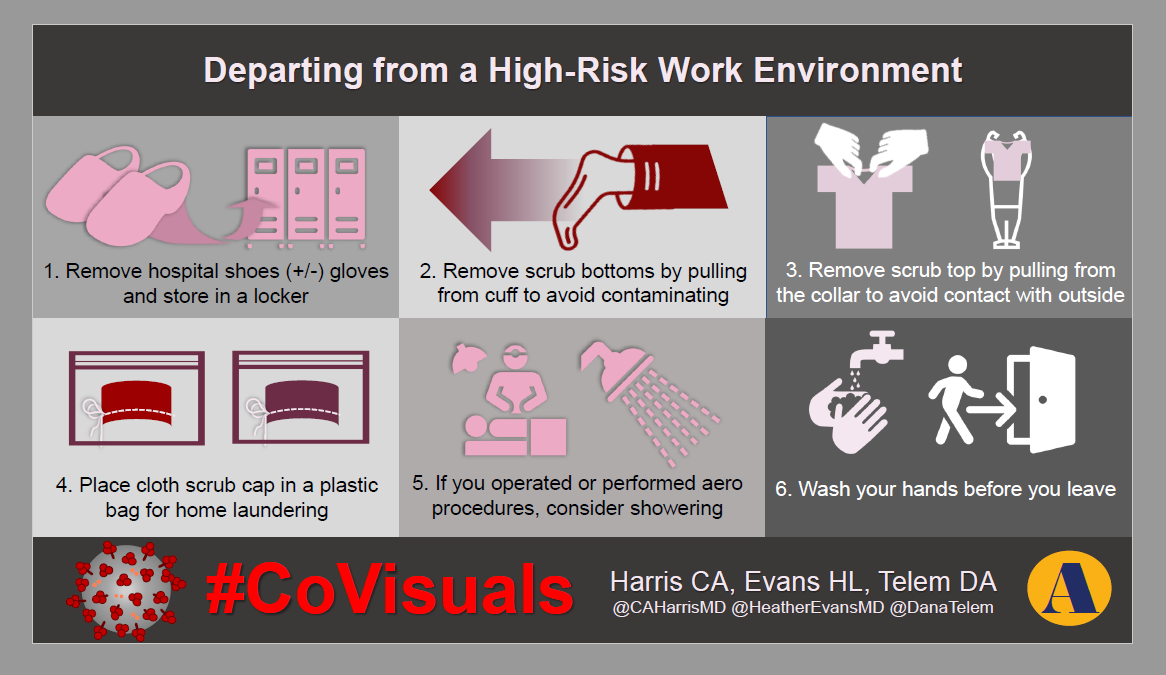 Departing from a High-Risk Work Environment
1. Remove hospital shoes (+/-) gloves
and store in a locker
2. Remove scrub bottoms by pulling
from cuff to avoid contaminating
3. Remove scrub top by pulling from
the collar to avoid contact with outside
4. Place cloth scrub cap in a plastic
bag for home laundering
5. If you operated or performed aero
procedures, consider showering
6. Wash your hands before you leave
#CoVisuals
Harris CA, Evans HL, Telem DA
@CAHarrisMD @HeatherEvansMD @DanaTelem
A